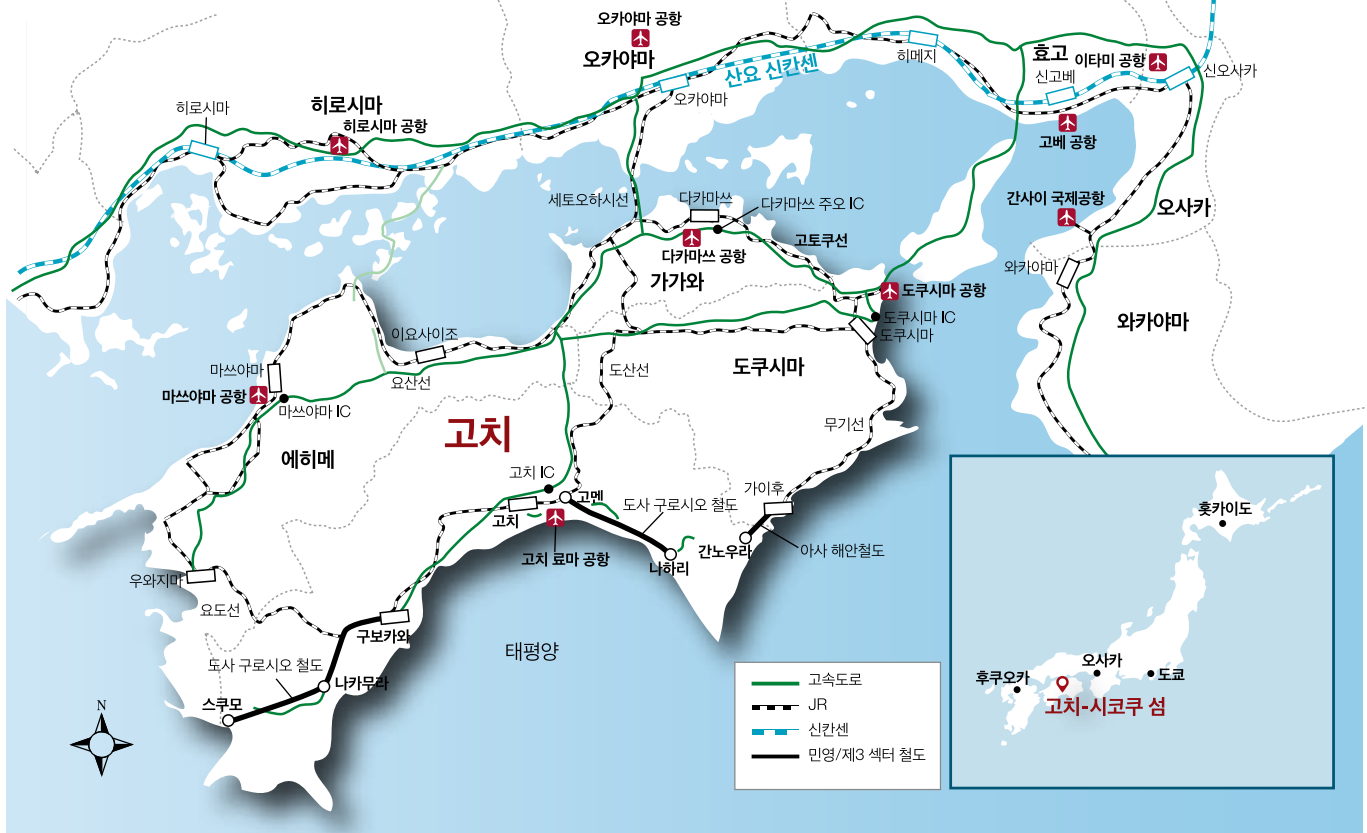 오카야마 공항
오카야마
산요 신칸센
히메지
효고
이타미 공항
신고베
신오사카
히로시마
히로시마
히로시마 공항
오카야마
고베 공항
세토오하시선
다카마쓰
다카마쓰 주오 IC
간사이 국제공항
오사카
고토쿠선
다카마쓰 공항
가가와
와카야마
도쿠시마 공항
도쿠시마 IC
도쿠시마
와카야마
이요사이조
마쓰야마
요산선
도산선
도쿠시마
마쓰야마 공항
마쓰야마 IC
무기선
고치
에히메
고치 IC
고멘
도사 구로시오 철도
가이후
고치
고치 료마 공항
나하리
간노우라
아사 해안철도
우와지마
요도선
구보카와
태평양
도사 구로시오 철도
나카무라
스쿠모
N
고속도로
JR
신칸센
민영/제3 섹터 철도
홋카이도
오사카
도쿄
후쿠오카
고치-시코쿠 섬